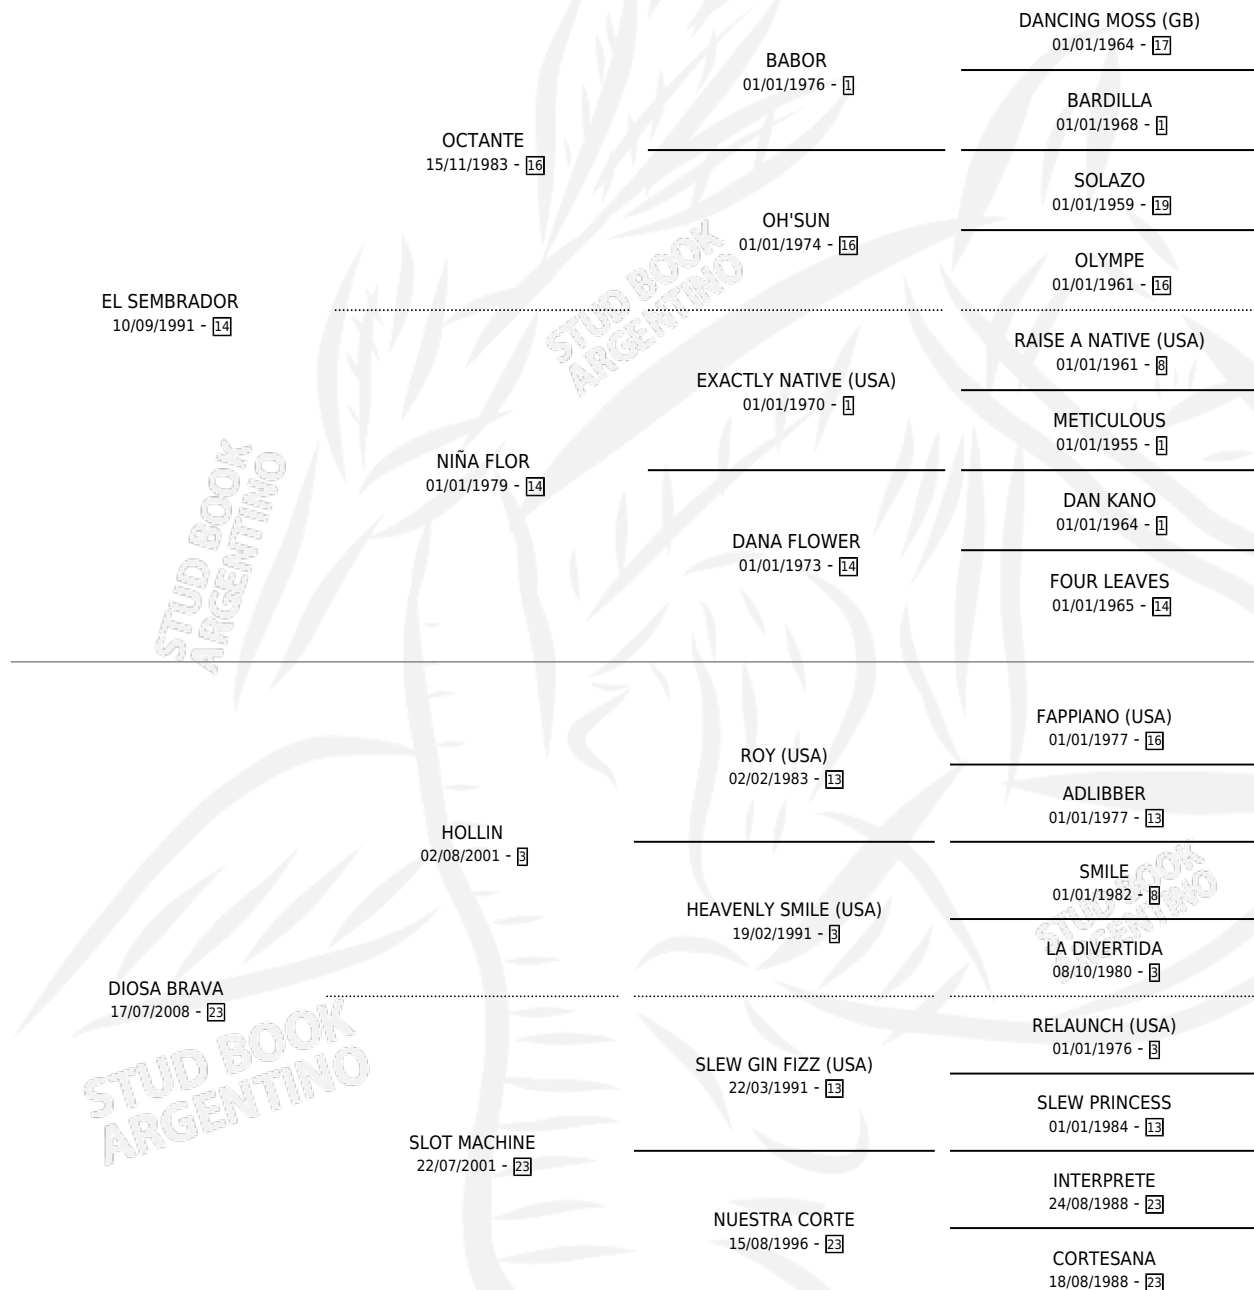 DANCING MOSS (GB)
01/01/1964 - 17
BABOR
01/01/1976 - 1
BARDILLA
01/01/1968 - 1
OCTANTE
15/11/1983 - 16
SOLAZO
01/01/1959 - 19
OH'SUN
01/01/1974 - 16
OLYMPE
01/01/1961 - 16
EL SEMBRADOR
10/09/1991 - 14
RAISE A NATIVE (USA)
01/01/1961 - 8
EXACTLY NATIVE (USA)
01/01/1970 - 1
METICULOUS
01/01/1955 - 1
NIÑA FLOR
01/01/1979 - 14
DAN KANO
01/01/1964 - 1
DANA FLOWER
01/01/1973 - 14
FOUR LEAVES
01/01/1965 - 14
FAPPIANO (USA)
01/01/1977 - 16
ROY (USA)
02/02/1983 - 13
ADLIBBER
01/01/1977 - 13
HOLLIN
02/08/2001 - 3
SMILE
01/01/1982 - 8
HEAVENLY SMILE (USA)
19/02/1991 - 3
LA DIVERTIDA
08/10/1980 - 3
DIOSA BRAVA
17/07/2008 - 23
RELAUNCH (USA)
01/01/1976 - 3
SLEW GIN FIZZ (USA)
22/03/1991 - 13
SLEW PRINCESS
01/01/1984 - 13
SLOT MACHINE
22/07/2001 - 23
INTERPRETE
24/08/1988 - 23
NUESTRA CORTE
15/08/1996 - 23
CORTESANA
18/08/1988 - 23
STUD BOOK
ARGENTINO
STUD BOOK
ARGENTINO
STUD BOOK
ARGENTINO
STUD BOOK
ARGENTINO